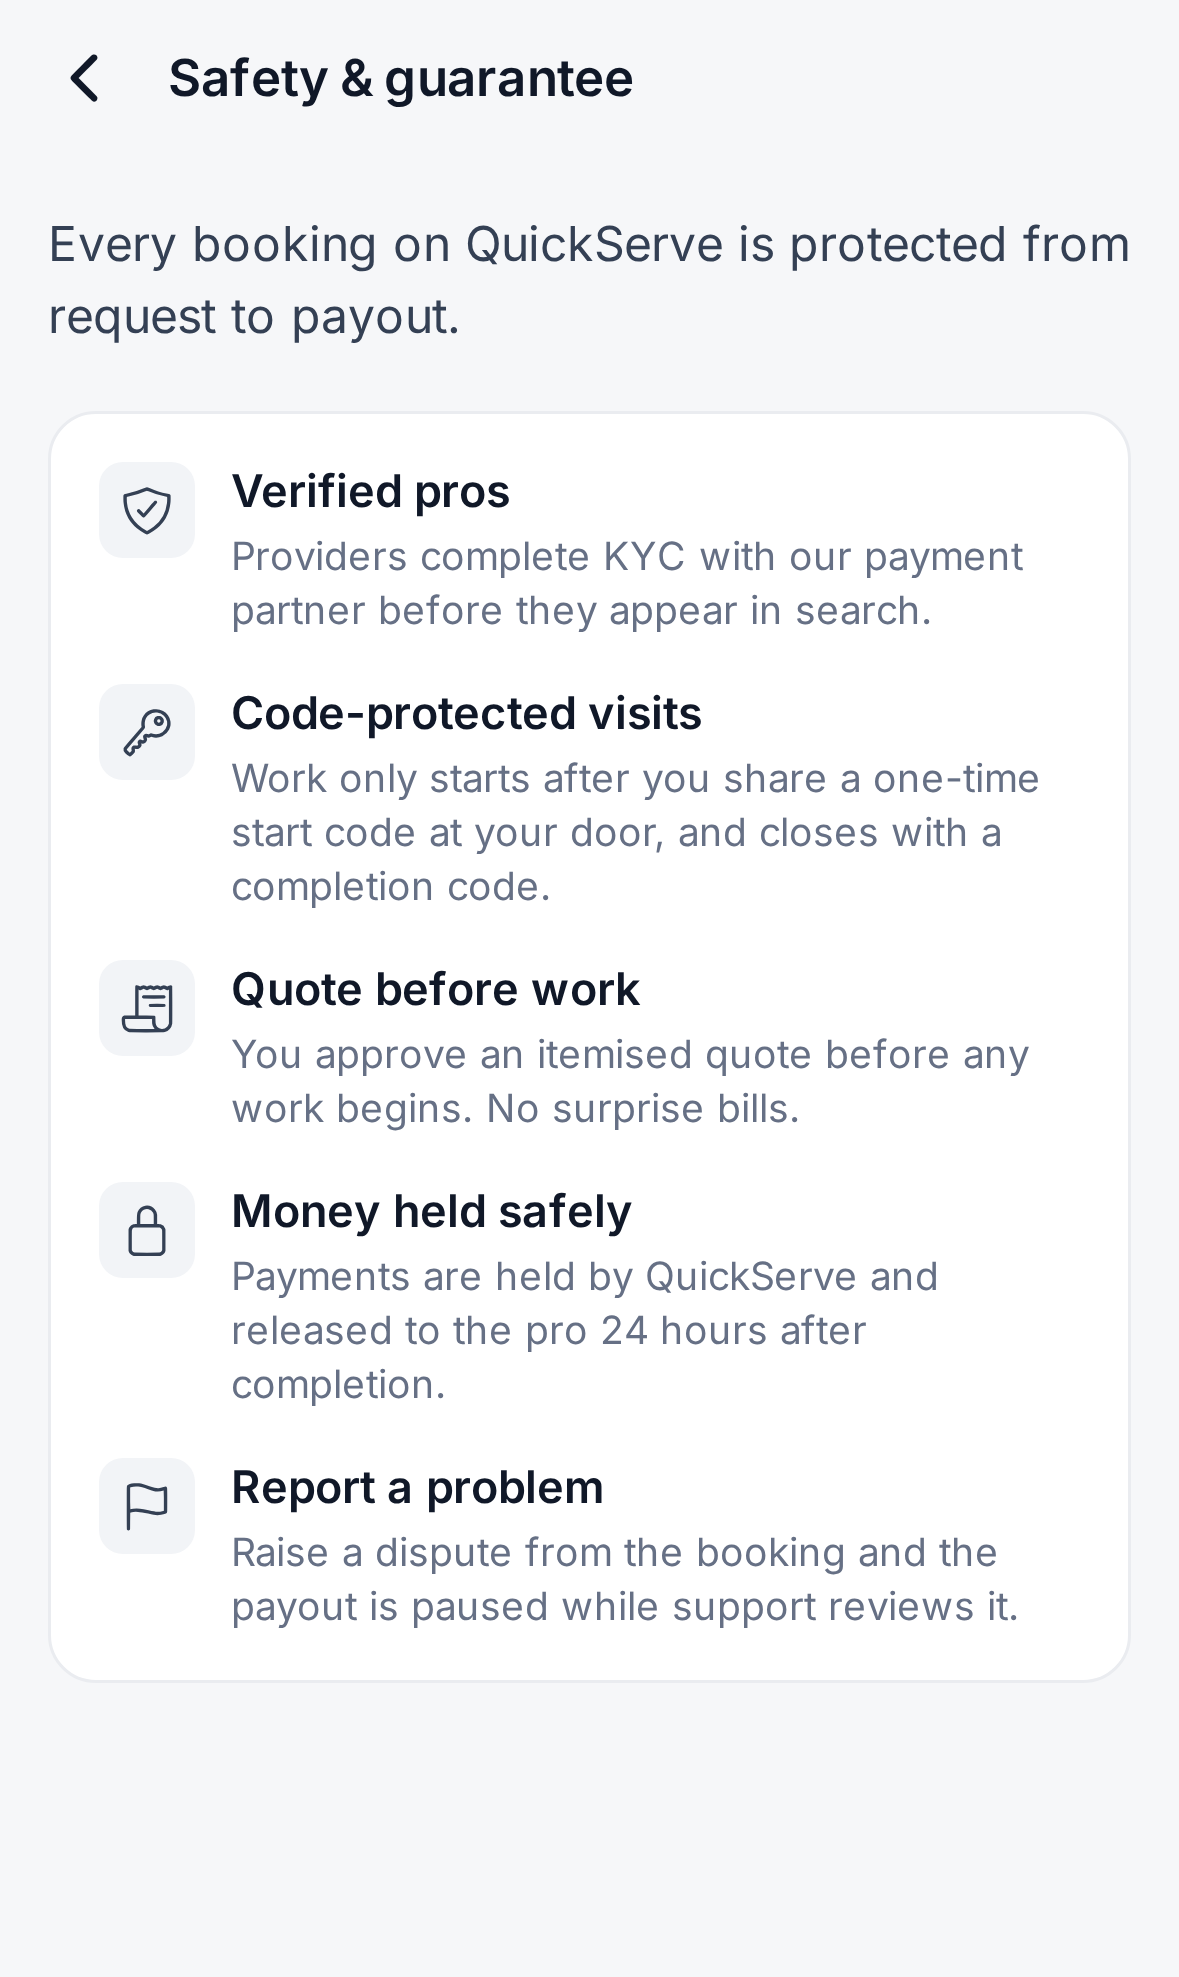 Safety & guarantee
Every booking on QuickServe is protected from
request to payout.
Verified pros
Providers complete KYC with our payment
partner before they appear in search.
Code-protected visits
Work only starts after you share a one-time
start code at your door, and closes with a
completion code.
Quote before work
You approve an itemised quote before any
work begins. No surprise bills.
Money held safely
Payments are held by QuickServe and
released to the pro 24 hours after
completion.
Report a problem
Raise a dispute from the booking and the
payout is paused while support reviews it.